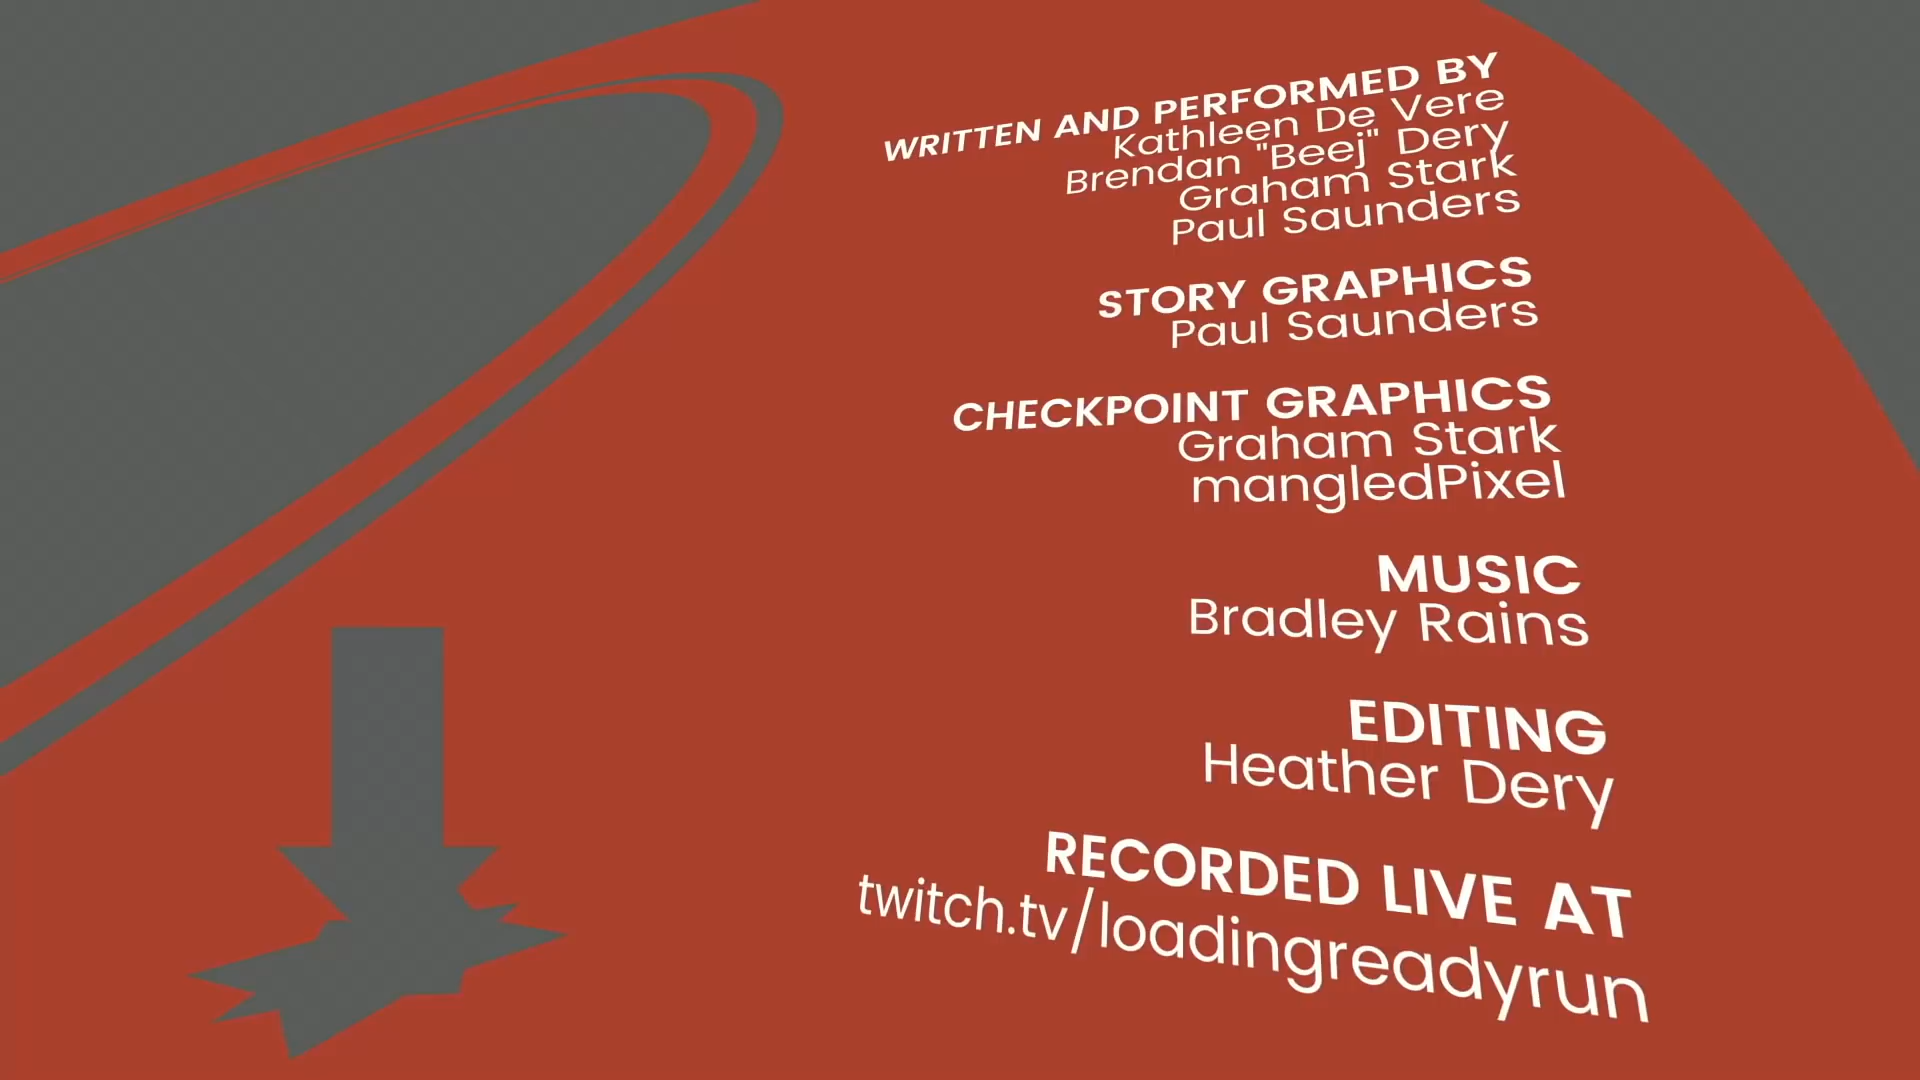 WRITTEN AND PERFORMED BY
Kathleen De Vere
Brendan "Beej" Dery
Graham Stark
Paul Saunders
STORY GRAPHICS
Paul Saunders
CHECKPOINT GRAPHICS
Graham Stark
mangledPixel
MUSIC
Bradley Rains
EDITING
Heather Dery
RECORDED LIVE AT
twitch.tv/loadingreadyrun